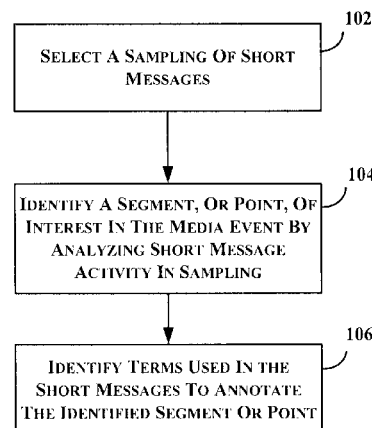 102
SELECT A SAMPLING OF SHORT
MESSAGES
104
IDENTIFY A SEGMENT, OR POINT, OF
INTEREST IN THE MEDIA EVENT BY
ANALYZING SHORT MESSAGE
ACTIVITY IN SAMPLING
106
IDENTIFY TERMS USED IN THE
SHORT MESSAGES TO ANNOTATE
THE IDENTIFIED SEGMENT OR POINT